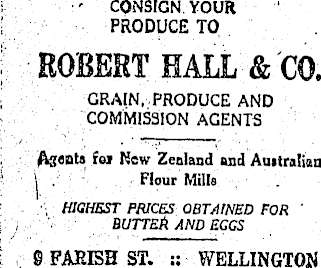 CONSIGN YOUR
PRODUCE TO
ROBERT HALL & CO.
GRAIN, PRODUCE AND
COMMISSION AGENTS
Agents for New Zealand and Australian
Flour Mills
HIGHEST PRICES OBTAINED FOR
BUTTER AND EGGS
9 FARISH ST. :: WELLINGTON